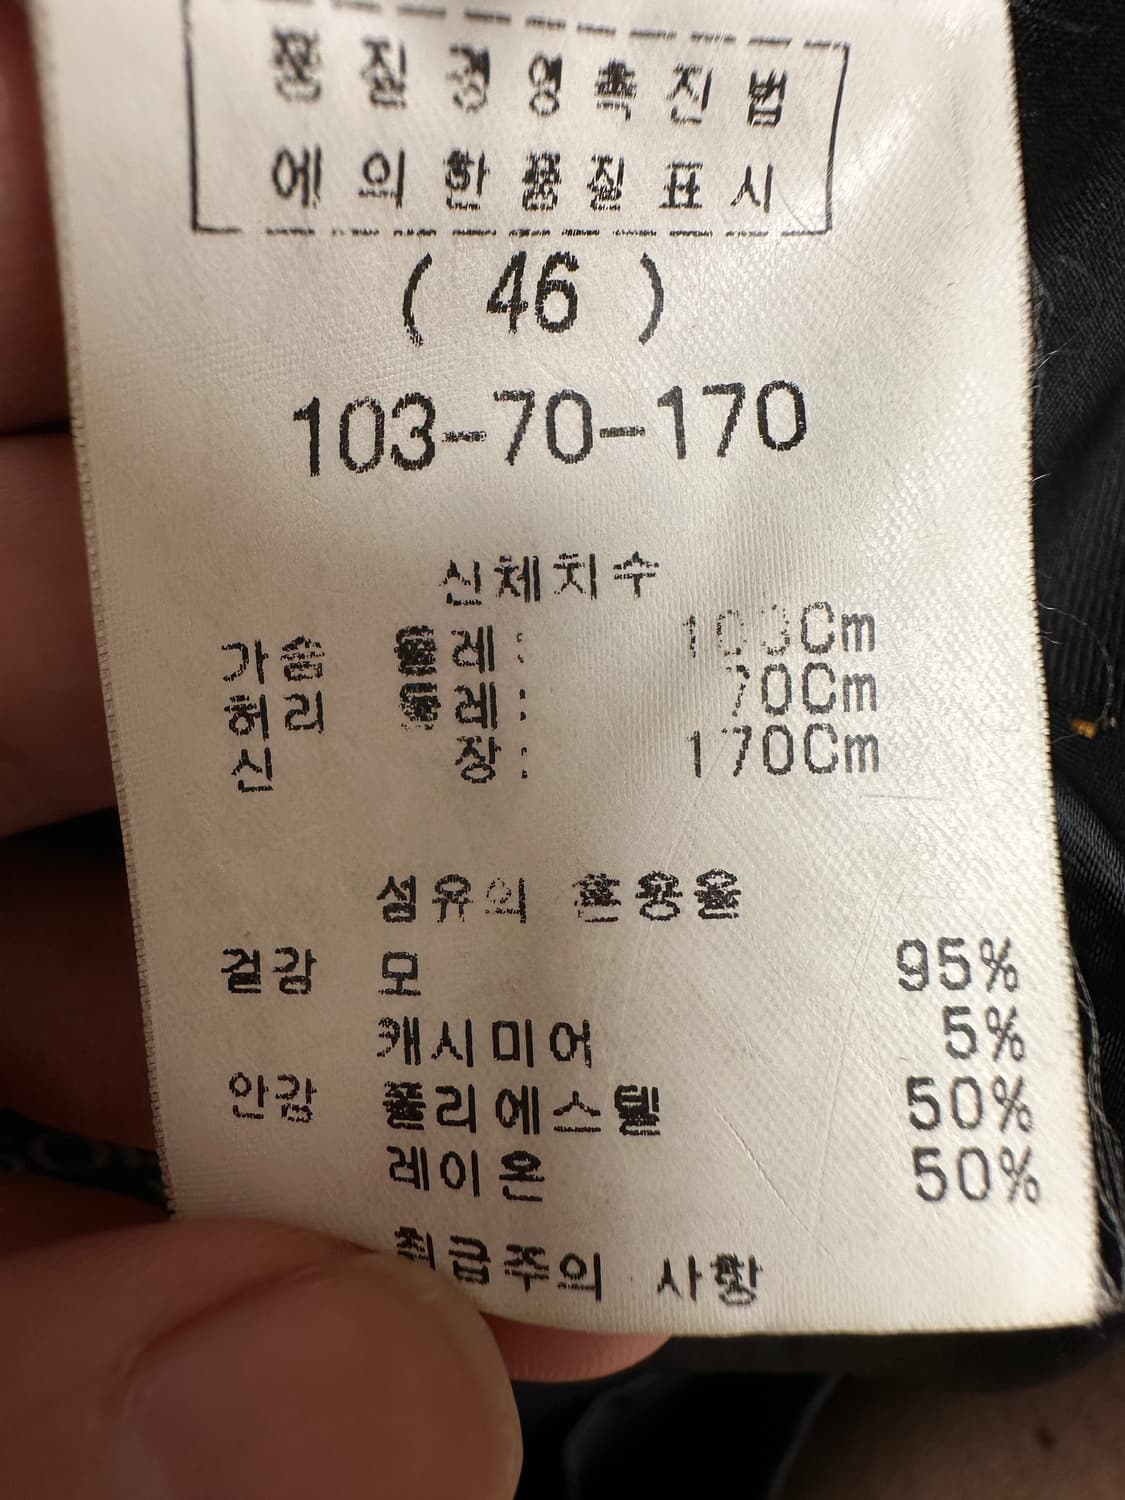 품질경영촉진법
에의한품질표시
( 46 )
103-70-170
신체치수
가슴 둘레: 103Cm
허리 둘레: 70Cm
신 장: 170Cm
섬유의 혼용율
겉감 모 95%
캐시미어 5%
안감 폴리에스텔 50%
레이온 50%
취급주의 사항